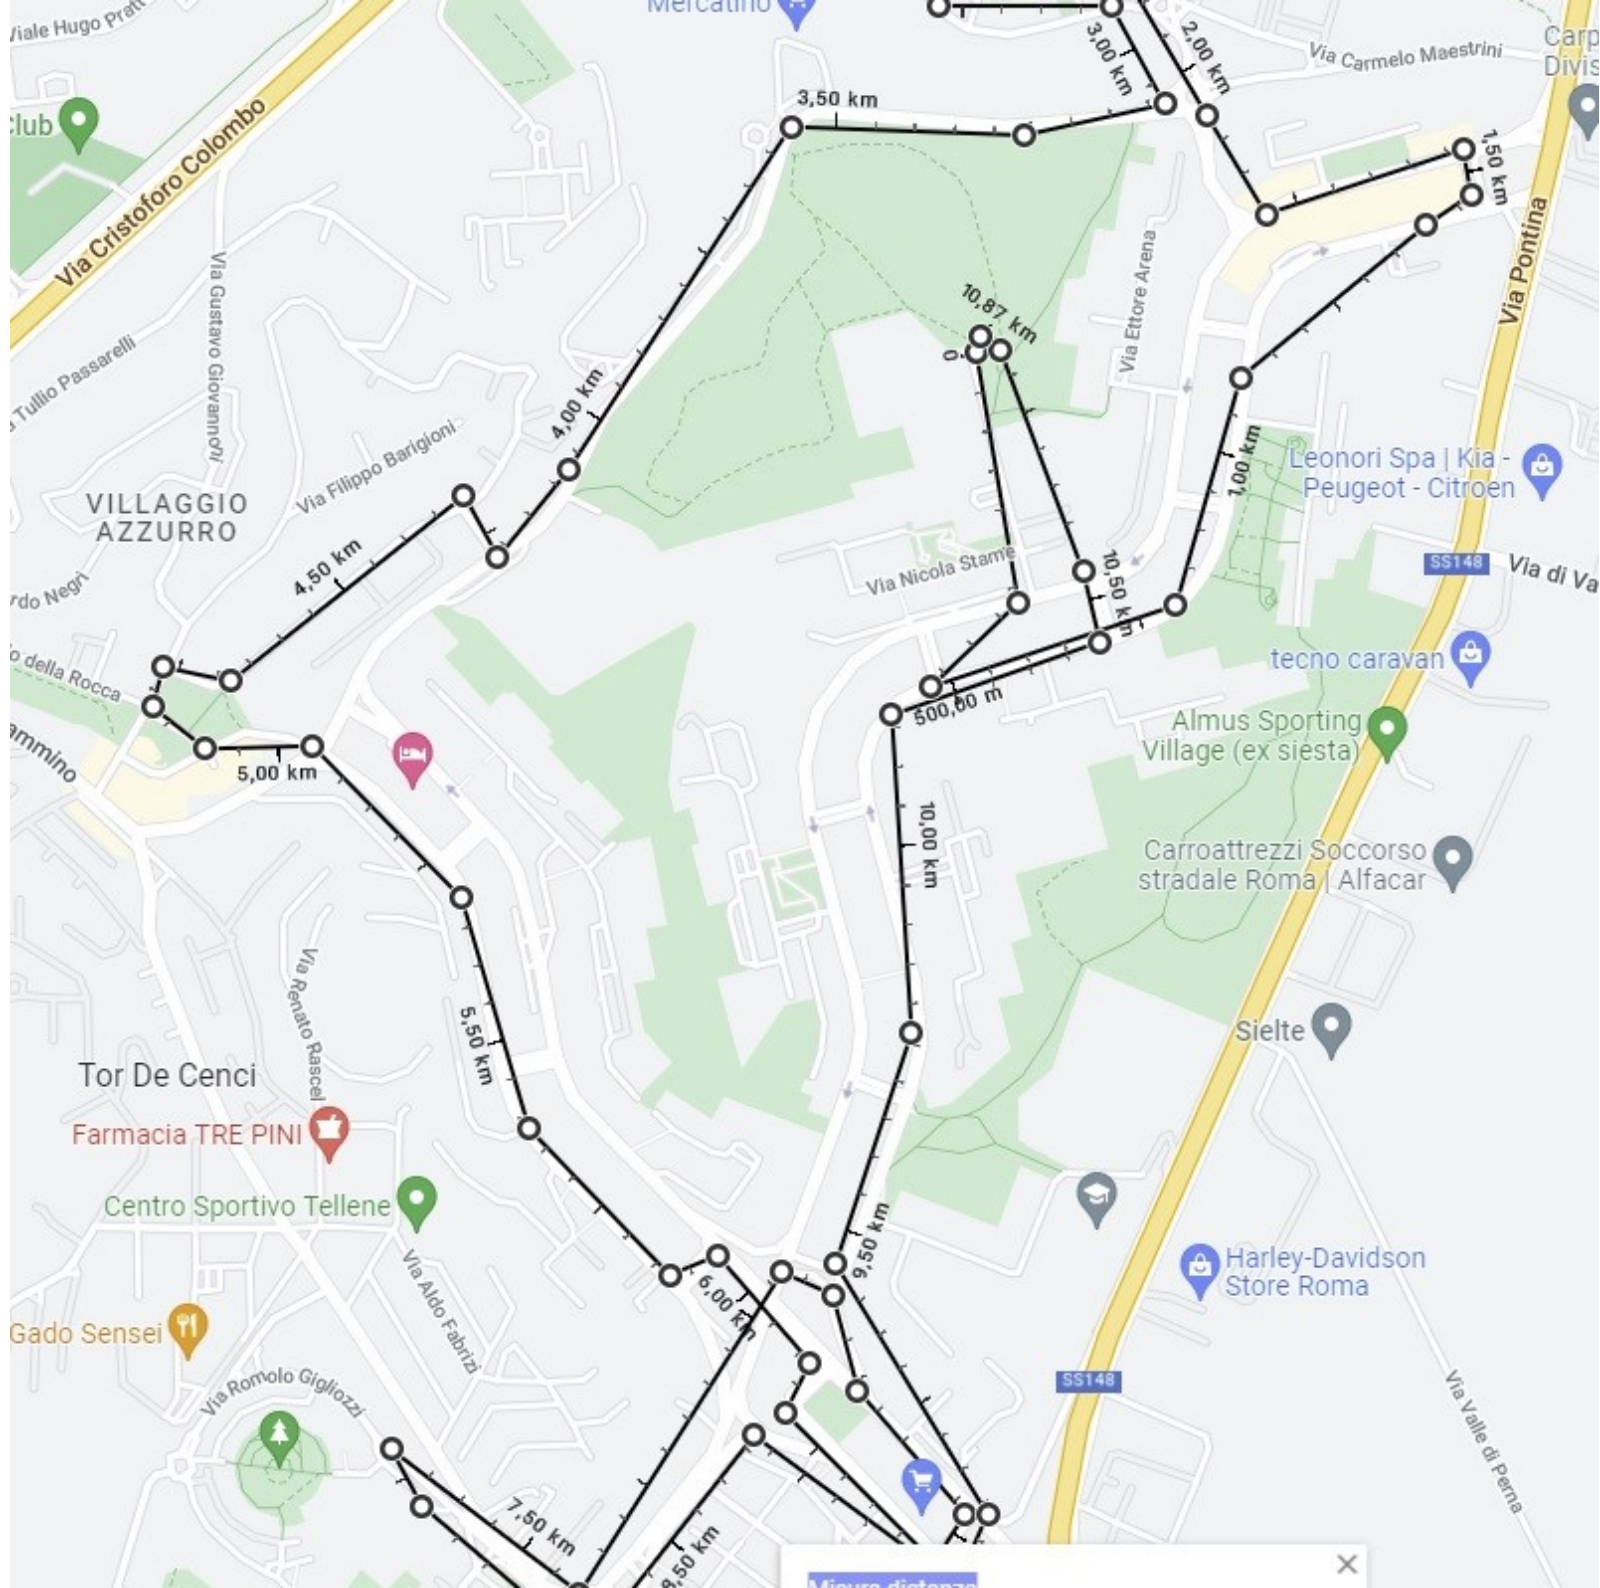 Viale Hugo Pratt
Mercatino
3,00 km
2,00 km
Via Carmelo Maestrini
Carp
Divis
Club
3,50 km
Via Cristoforo Colombo
1,50 km
Via Gustavo Giovannoni
Via Ettore Arena
Via Pontina
10,87 km
0
Tullio Passarelli
4,00 km
Via Filippo Barigioni
1,00 km
Leonori Spa | Kia -
Peugeot - Citroen
VILLAGGIO
AZZURRO
4,50 km
Via Nicola Stame
10,50 km
SS148
Via di Va
rdo Negri
o della Rocca
tecno caravan
500,00 m
Almus Sporting
Village (ex siesta)
ammino
5,00 km
10,00 km
Carroattrezzi Soccorso
stradale Roma | Alfacar
Via Renato Rascel
5,50 km
Sielte
Tor De Cenci
Farmacia TRE PINI
Centro Sportivo Tellene
9,50 km
Via Aldo Fabrizi
6,00 km
Harley-Davidson
Store Roma
Gado Sensei
Via Romolo Gigliozzi
SS148
Via Valle di Perna
7,50 km
8,50 km
Misura distanza